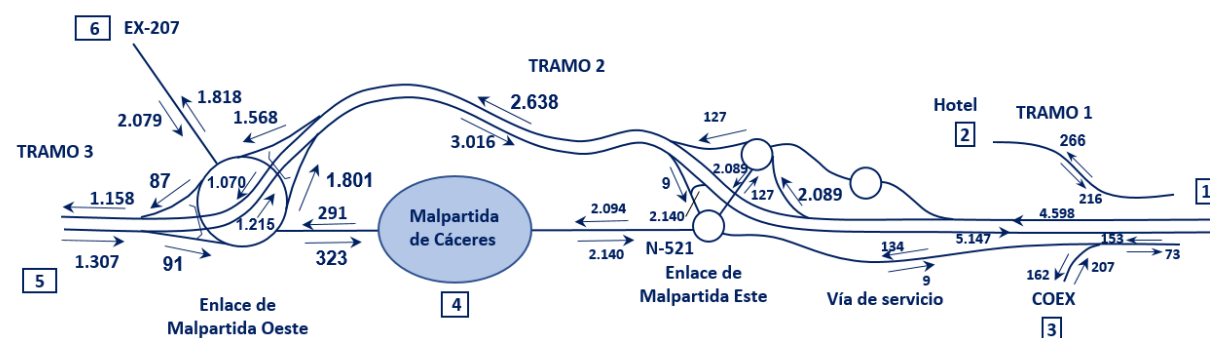 6 EX-207
TRAMO 2
1.818
2.638
Hotel
TRAMO 1
2.079
1.568
127
2
266
TRAMO 3
3.016
1
87
1.070
2.089
9
127
2.089
216
1.158
1.801
1.215
291
Malpartida
de Cáceres
2.094
2.140
4.598
1.307
91
323
2.140
N-521
134
5.147
153
73
5
9
162
207
Enlace de
Malpartida Oeste
4
Enlace de
Malpartida Este
Vía de servicio
COEX
3